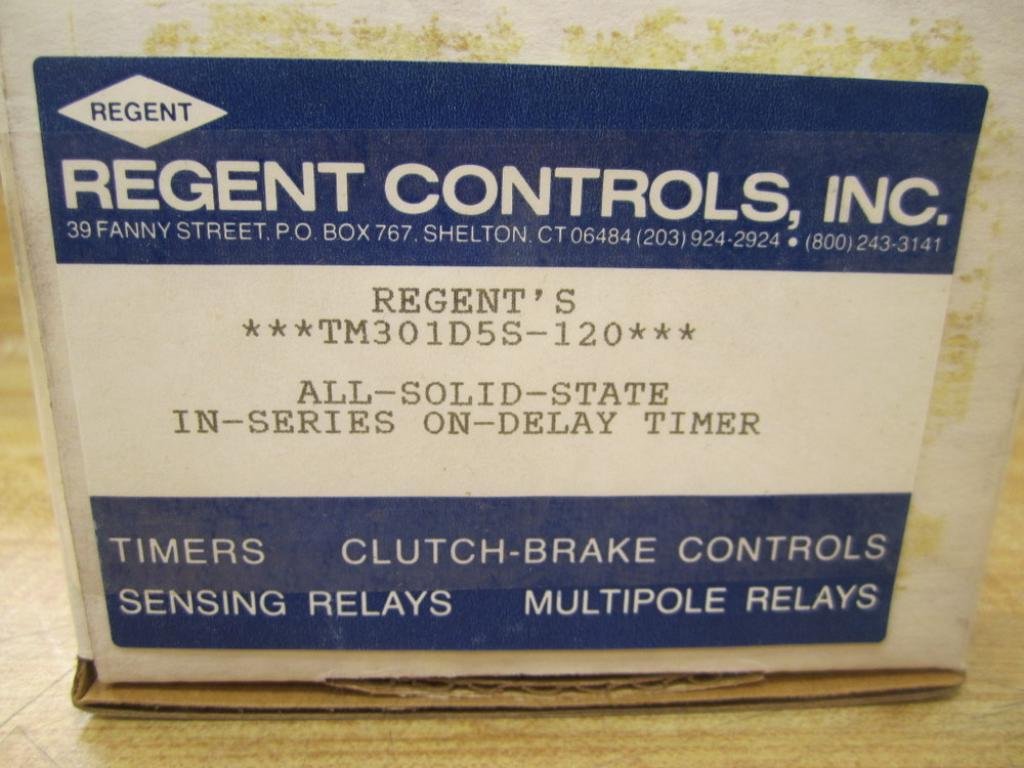 REGENT
REGENT CONTROLS, INC.
39 FANNY STREET. P.O. BOX 767. SHELTON. CT 06484 (203) 924-2924 • (800) 243-3141
REGENT'S
***TM301D5S-120***
ALL-SOLID-STATE
IN-SERIES ON-DELAY TIMER
TIMERS CLUTCH-BRAKE CONTROLS
SENSING RELAYS MULTIPOLE RELAYS